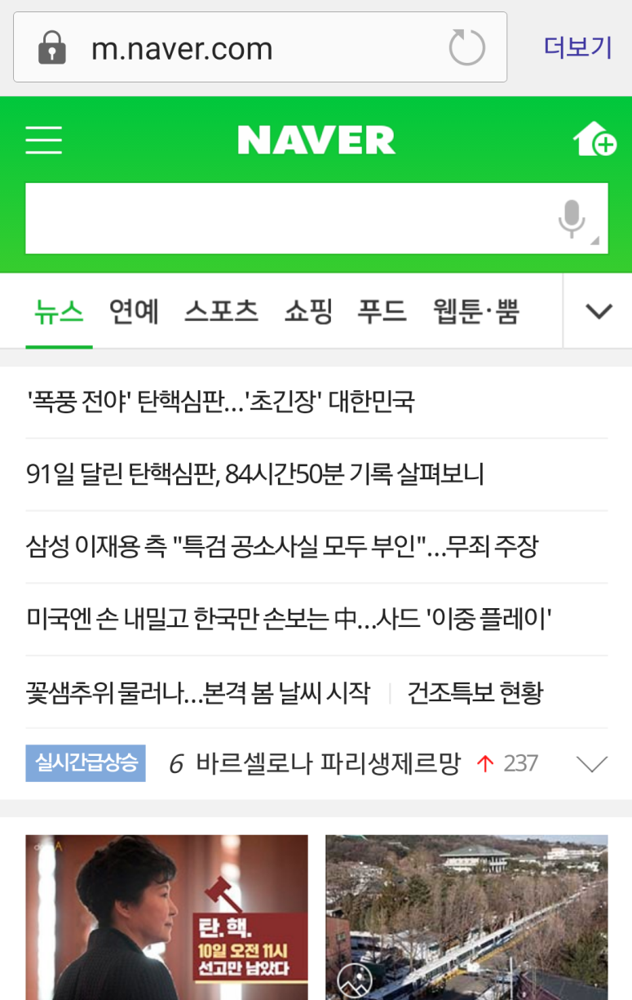 m.naver.com
더보기
NAVER
뉴스 연예 스포츠 쇼핑 푸드 웹툰·뿜
'폭풍 전야' 탄핵심판...'초긴장' 대한민국
91일 달린 탄핵심판, 84시간50분 기록 살펴보니
삼성 이재용 측 "특검 공소사실 모두 부인"...무죄 주장
미국엔 손 내밀고 한국만 손보는 中...사드 '이중 플레이'
꽃샘추위 물러나...본격 봄 날씨 시작 건조특보 현황
실시간급상승 6 바르셀로나 파리생제르망 ↑ 237
탄.핵.
10일 오전 11시
선고만 남았다